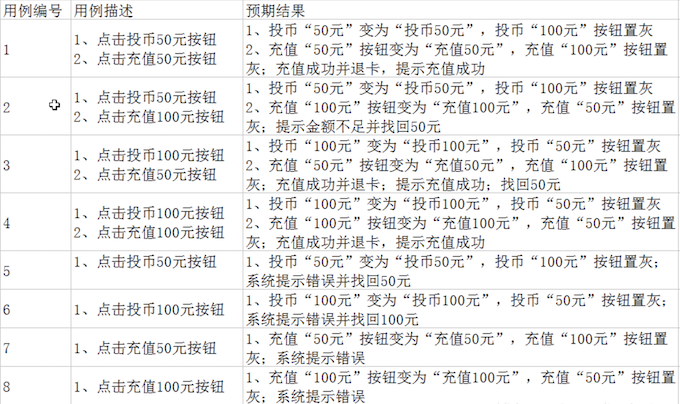 用例编号 用例描述 预期结果
1
1、点击投币50元按钮
2、点击充值50元按钮
1、投币“50元”变为“投币50元”，投币“100元”按钮置灰
2、充值“50元”按钮变为“充值50元”，充值“100元”按钮置
灰；充值成功并退卡，提示充值成功
2
1、点击投币50元按钮
2、点击充值100元按钮
1、投币“50元”变为“投币50元”，投币“100元”按钮置灰
2、充值“100元”按钮变为“充值100元”，充值“50元”按钮置
灰；提示金额不足并找回50元
3
1、点击投币100元按钮
2、点击充值50元按钮
1、投币“100元”变为“投币100元”，投币“50元”按钮置灰
2、充值“50元”按钮变为“充值50元”，充值“100元”按钮置
灰；充值成功并退卡；提示充值成功；找回50元
4
1、点击投币100元按钮
2、点击充值100元按钮
1、投币“100元”变为“投币100元”，投币“50元”按钮置灰
2、充值“100元”按钮变为“充值100元”，充值“50元”按钮置
灰；充值成功并退卡，提示充值成功
5
1、点击投币50元按钮
1、投币“50元”变为“投币50元”，投币“100元”按钮置灰；
系统提示错误并找回50元
6
1、点击投币100元按钮
1、投币“100元”变为“投币100元”，投币“50元”按钮置灰；
系统提示错误并找回100元
7
1、点击充值50元按钮
1、充值“50元”按钮变为“充值50元”，充值“100元”按钮置
灰；系统提示错误
8
1、点击充值100元按钮
1、充值“100元”按钮变为“充值100元”，充值“50元”按钮置
灰；系统提示错误